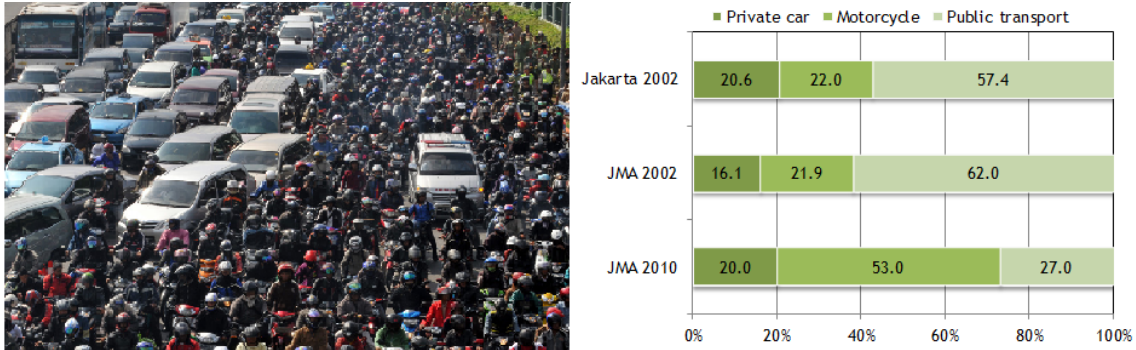 Private car Motorcycle Public transport
Jakarta 2002 20.6 22.0 57.4
JMA 2002 16.1 21.9 62.0
JMA 2010 20.0 53.0 27.0
0% 20% 40% 60% 80% 100%